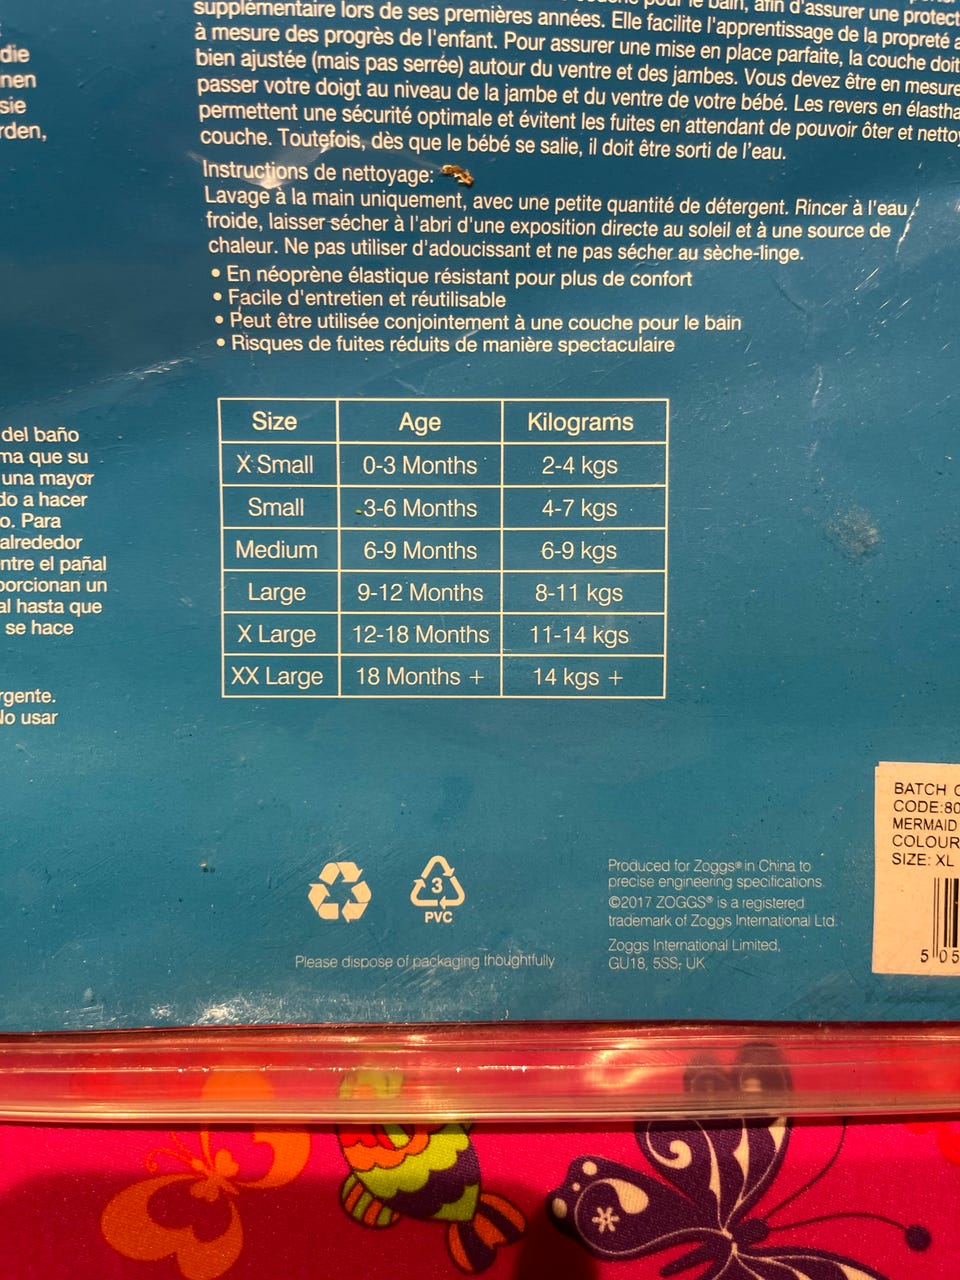 die
nen
sie
rden,
pour le bain, afin d'assurer une protect
supplémentaire lors de ses premières années. Elle facilite l'apprentissage de la propreté a
à mesure des progrès de l'enfant. Pour assurer une mise en place parfaite, la couche doit
bien ajustée (mais pas serrée) autour du ventre et des jambes. Vous devez être en mesure
passer votre doigt au niveau de la jambe et du ventre de votre bébé. Les revers en élastha
permettent une sécurité optimale et évitent les fuites en attendant de pouvoir ôter et nettoy
couche. Toutefois, dès que le bébé se salie, il doit être sorti de l'eau.
Instructions de nettoyage:
Lavage à la main uniquement, avec une petite quantité de détergent. Rincer à l'eau
froide, laisser sécher à l'abri d'une exposition directe au soleil et à une source de
chaleur. Ne pas utiliser d'adoucissant et ne pas sécher au sèche-linge.
• En néoprène élastique résistant pour plus de confort
• Facile d'entretien et réutilisable
• Peut être utilisée conjointement à une couche pour le bain
• Risques de fuites réduits de manière spectaculaire
del baño
ma que su
una mayor
do a hacer
o. Para
alrededor
ntre el pañal
porcionan un
al hasta que
se hace
rgente.
No usar
Size Age Kilograms
X Small 0-3 Months 2-4 kgs
Small 3-6 Months 4-7 kgs
Medium 6-9 Months 6-9 kgs
Large 9-12 Months 8-11 kgs
X Large 12-18 Months 11-14 kgs
XX Large 18 Months + 14 kgs +
3
PVC
Please dispose of packaging thoughtfully
Produced for Zoggs® in China to
precise engineering specifications.
©2017 ZOGGS® is a registered
trademark of Zoggs International Ltd.
Zoggs International Limited,
GU18, 5SS, UK
BATCH C
CODE:80
MERMAID
COLOUR
SIZE: XL
5 05